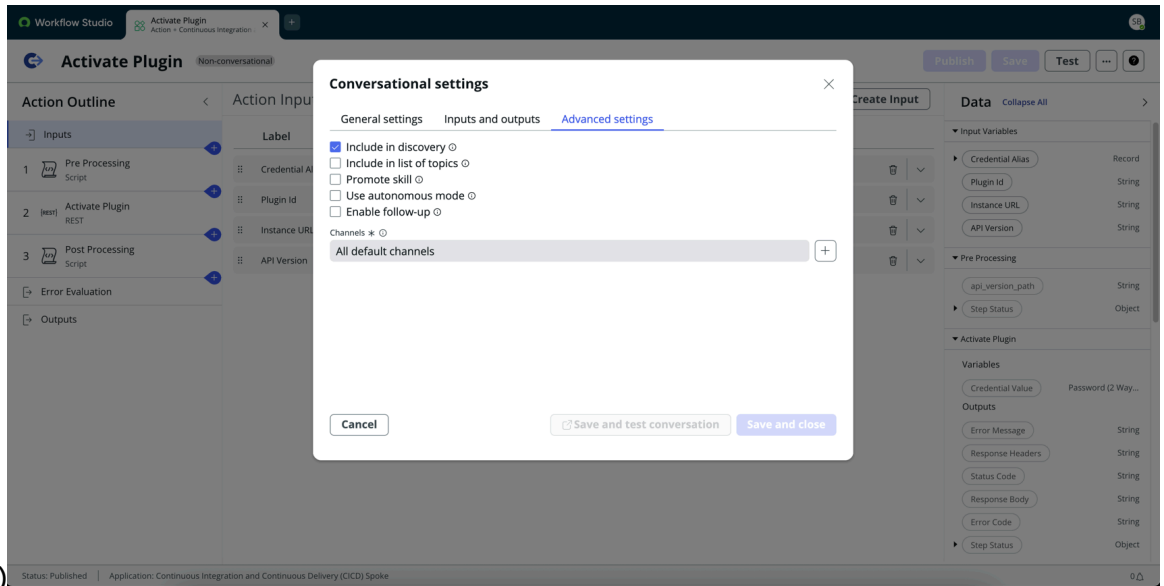 Workflow Studio
Activate Plugin
Action • Continuous Integration
SB
Activate Plugin
Non-conversational
Publish
Save
Test
Action Outline
Inputs
1 Pre Processing
Script
2 Activate Plugin
REST
3 Post Processing
Script
Error Evaluation
Outputs
Action Inpu
Create Input
Label
Credential Al
Plugin Id
Instance URL
API Version
Conversational settings
General settings
Inputs and outputs
Advanced settings
Include in discovery
Include in list of topics
Promote skill
Use autonomous mode
Enable follow-up
Channels *
All default channels
Cancel
Save and test conversation
Save and close
Data
Collapse All
Input Variables
Credential Alias Record
Plugin Id String
Instance URL String
API Version String
Pre Processing
api_version_path String
Step Status Object
Activate Plugin
Variables
Credential Value Password (2 Way...
Outputs
Error Message String
Response Headers String
Status Code String
Response Body String
Error Code String
Step Status Object
)
Status: Published | Application: Continuous Integration and Continuous Delivery (CICD) Spoke
0